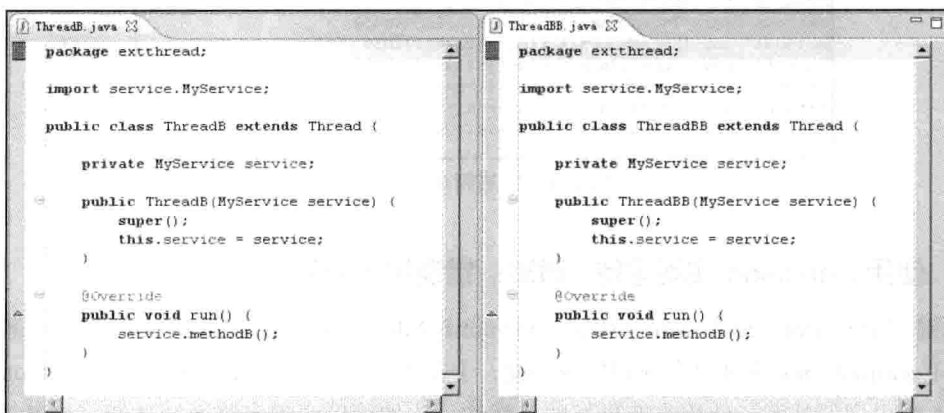 ThreadB.java
package extthread;
import service.MyService;
public class ThreadB extends Thread {
private MyService service;
public ThreadB(MyService service) {
super();
this.service = service;
}
@Override
public void run() {
service.methodB();
}
}
ThreadBB.java
package extthread;
import service.MyService;
public class ThreadBB extends Thread {
private MyService service;
public ThreadBB(MyService service) {
super();
this.service = service;
}
@Override
public void run() {
service.methodB();
}
}